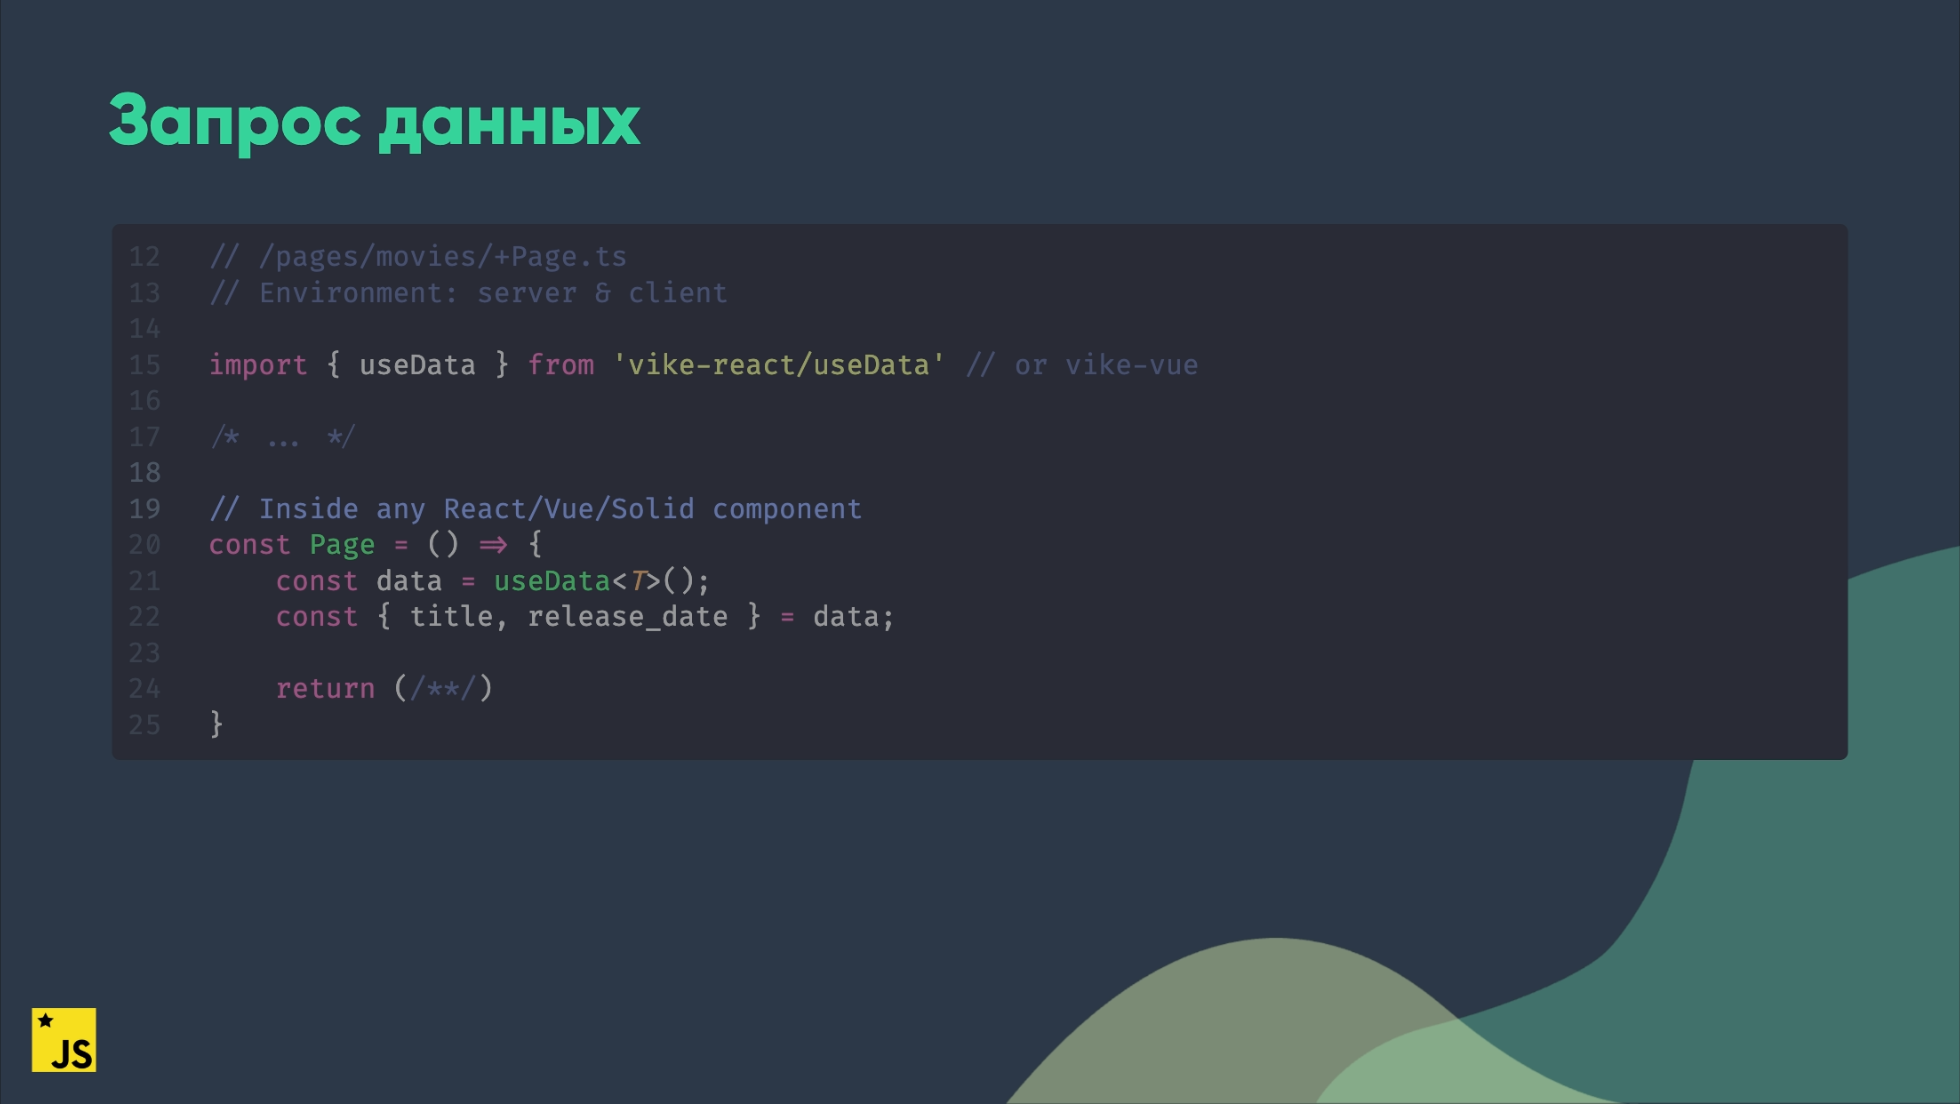 Запрос данных
12 // /pages/movies/+Page.ts
13 // Environment: server & client
14
15 import { useData } from 'vike-react/useData' // or vike-vue
16
17 /* ... */
18
19 // Inside any React/Vue/Solid component
20 const Page = () => {
21     const data = useData<T>();
22     const { title, release_date } = data;
23
24     return (/**/)
25 }
JS